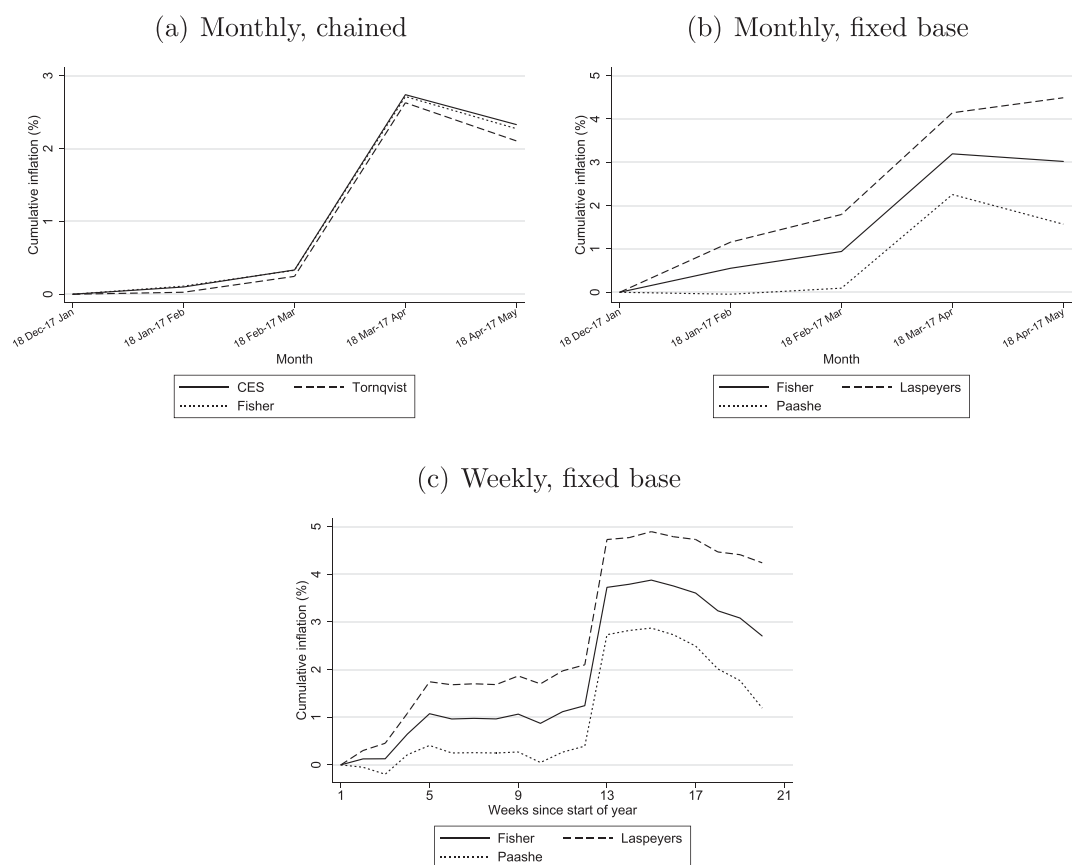 (a) Monthly, chained
Cumulative inflation (%)
3
2
1
0
18 Dec-17 Jan
18 Jan-17 Feb
18 Feb-17 Mar
18 Mar-17 Apr
18 Apr-17 May
Month
CES Tornqvist
Fisher
(b) Monthly, fixed base
Cumulative inflation (%)
5
4
3
2
1
0
18 Dec-17 Jan
18 Jan-17 Feb
18 Feb-17 Mar
18 Mar-17 Apr
18 Apr-17 May
Month
Fisher Laspeyers
Paashe
(c) Weekly, fixed base
Cumulative inflation (%)
5
4
3
2
1
0
1 5 9 13 17 21
Weeks since start of year
Fisher Laspeyers
Paashe